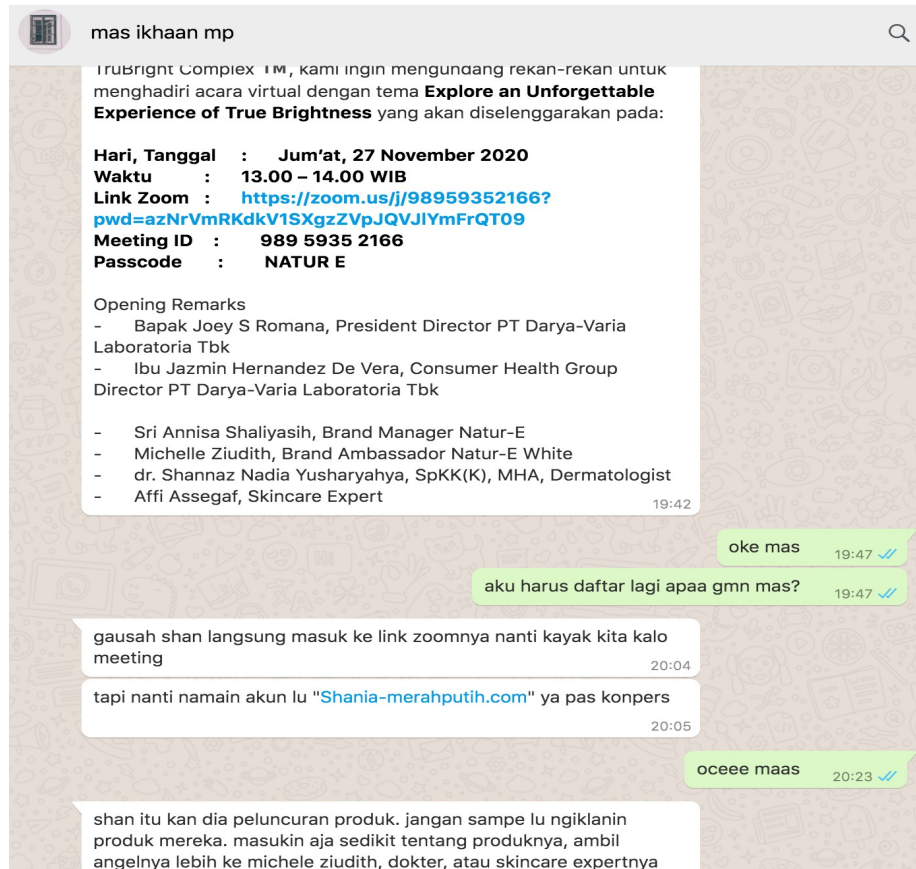 mas ikhaan mp
TruBright Complex TM, kami ingin mengundang rekan-rekan untuk
menghadiri acara virtual dengan tema Explore an Unforgettable
Experience of True Brightness yang akan diselenggarakan pada:
Hari, Tanggal : Jum'at, 27 November 2020
Waktu : 13.00 – 14.00 WIB
Link Zoom : https://zoom.us/j/98959352166?
pwd=azNrVmRKdkV1SXgzZVpJQVJlYmFrQT09
Meeting ID : 989 5935 2166
Passcode : NATUR E
Opening Remarks
- Bapak Joey S Romana, President Director PT Darya-Varia
Laboratoria Tbk
- Ibu Jazmin Hernandez De Vera, Consumer Health Group
Director PT Darya-Varia Laboratoria Tbk
- Sri Annisa Shaliyasih, Brand Manager Natur-E
- Michelle Ziudith, Brand Ambassador Natur-E White
- dr. Shannaz Nadia Yusharyahya, SpKK(K), MHA, Dermatologist
- Affi Assegaf, Skincare Expert
19:42
oke mas 19:47
aku harus daftar lagi apaa gmn mas? 19:47
gausah shan langsung masuk ke link zoomnya nanti kayak kita kalo
meeting
20:04
tapi nanti namain akun lu "Shania-merahputih.com" ya pas konpers
20:05
oceee maas 20:23
shan itu kan dia peluncuran produk. jangan sampe lu ngiklanin
produk mereka. masukin aja sedikit tentang produknya, ambil
angelnya lebih ke michele ziudith, dokter, atau skincare expertnya